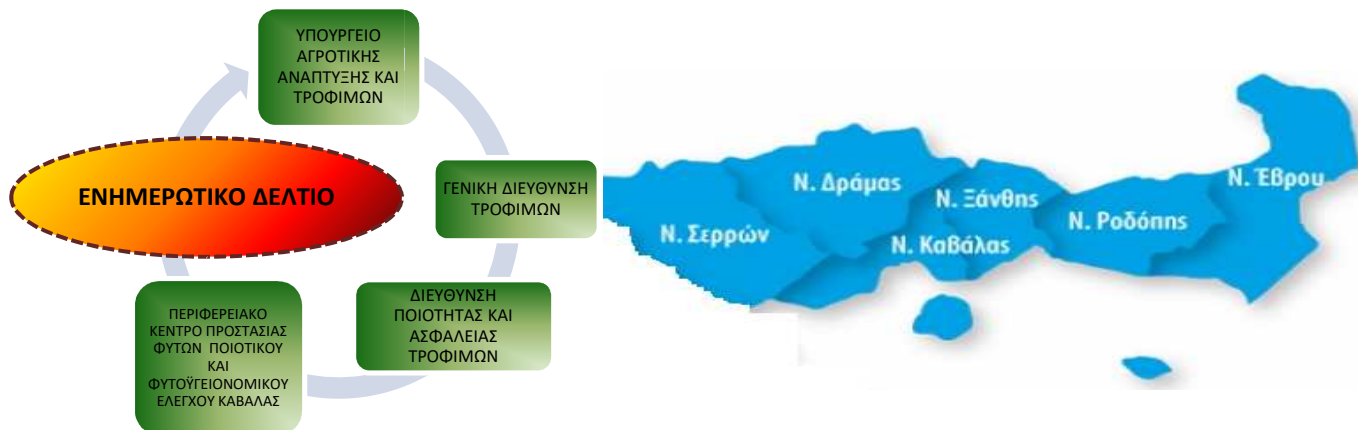 ΥΠΟΥΡΓΕΙΟ
ΑΓΡΟΤΙΚΗΣ
ΑΝΑΠΤΥΞΗΣ ΚΑΙ
ΤΡΟΦΙΜΩΝ
ΓΕΝΙΚΗ ΔΙΕΥΘΥΝΣΗ
ΤΡΟΦΙΜΩΝ
ΔΙΕΥΘΥΝΣΗ
ΠΟΙΟΤΗΤΑΣ ΚΑΙ
ΑΣΦΑΛΕΙΑΣ
ΤΡΟΦΙΜΩΝ
ΠΕΡΙΦΕΡΕΙΑΚΟ
ΚΕΝΤΡΟ ΠΡΟΣΤΑΣΙΑΣ
ΦΥΤΩΝ ΠΟΙΟΤΙΚΟΥ
ΚΑΙ
ΦΥΤΟΫΓΕΙΟΝΟΜΙΚΟΥ
ΕΛΕΓΧΟΥ ΚΑΒΑΛΑΣ
ΕΝΗΜΕΡΩΤΙΚΟ ΔΕΛΤΙΟ
Ν. Σερρών
Ν. Δράμας
Ν. Καβάλας
Ν. Ξάνθης
Ν. Ροδόπης
Ν. Έβρου